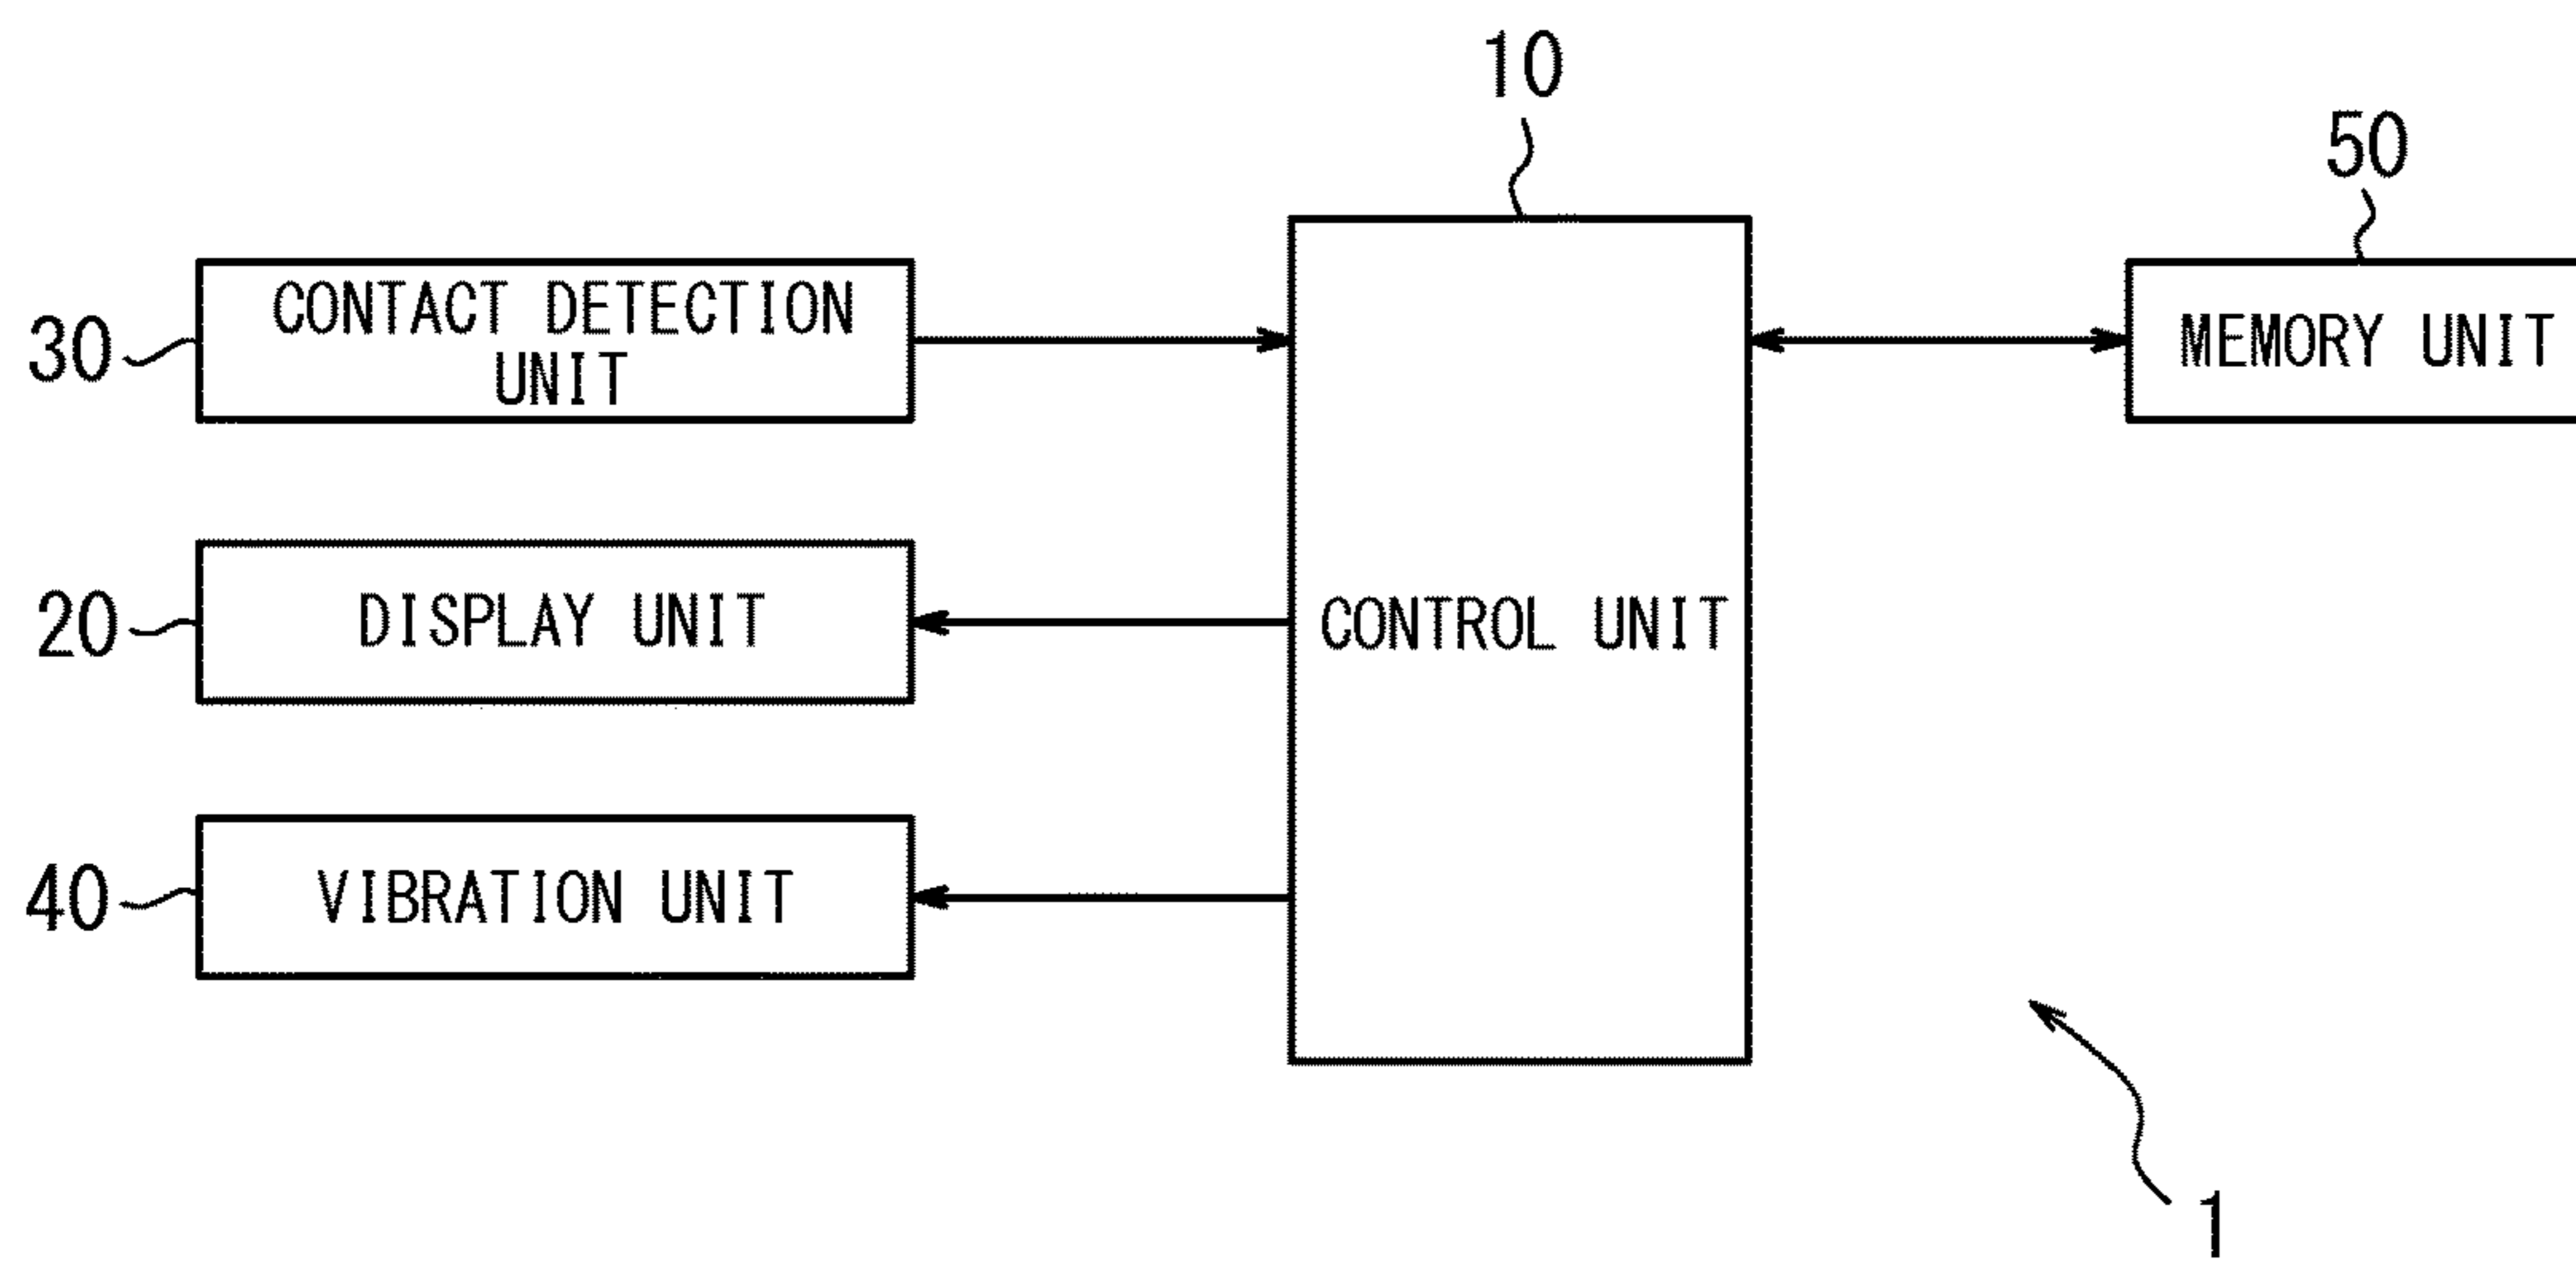 10
50
30
CONTACT DETECTION
UNIT
MEMORY UNIT
20
DISPLAY UNIT
CONTROL UNIT
40
VIBRATION UNIT
1